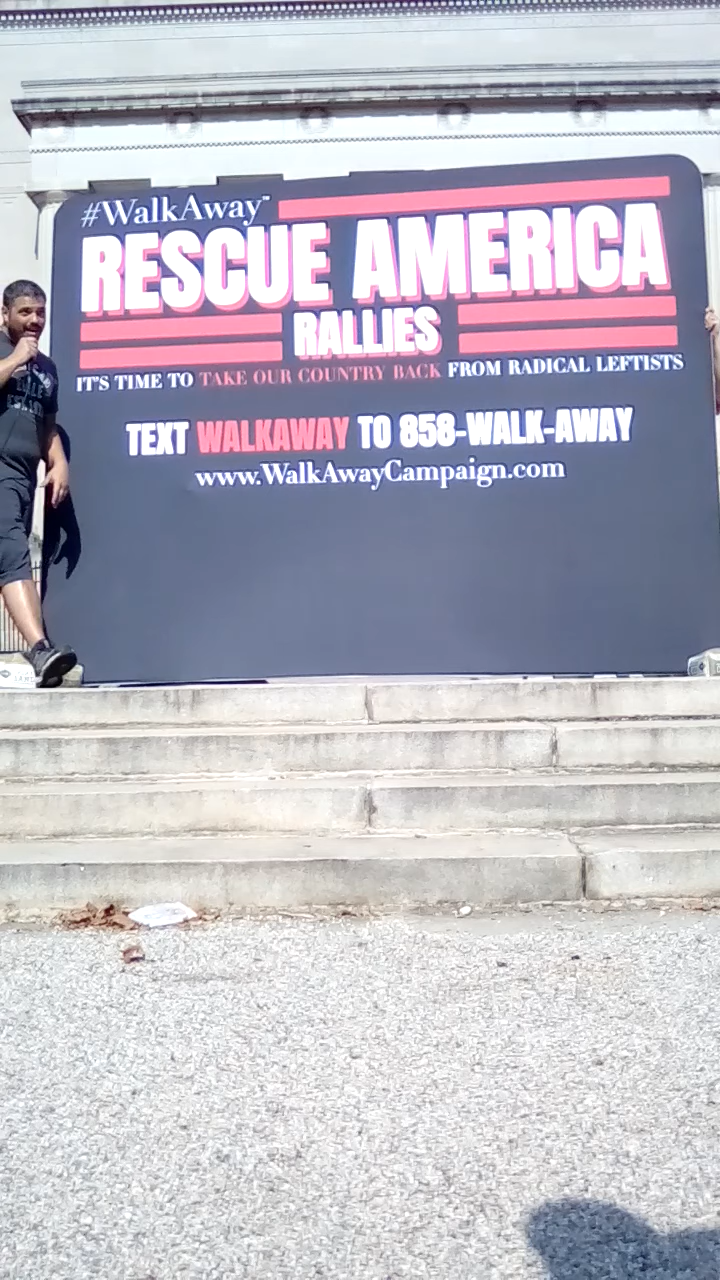 #WalkAway™
RESCUE AMERICA
RALLIES
IT'S TIME TO TAKE OUR COUNTRY BACK FROM RADICAL LEFTISTS
TEXT WALKAWAY TO 858-WALK-AWAY
www.WalkAwayCampaign.com